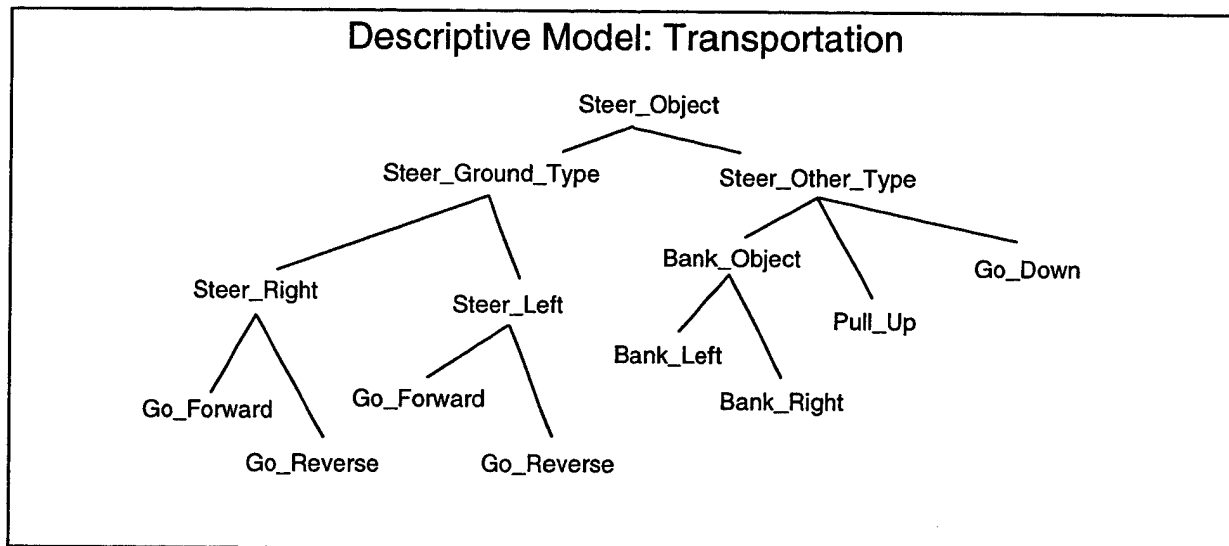 Descriptive Model: Transportation
Steer_Object
Steer_Ground_Type
Steer_Other_Type
Bank_Object
Go_Down
Steer_Right
Steer_Left
Pull_Up
Bank_Left
Go_Forward
Go_Forward
Bank_Right
Go_Reverse
Go_Reverse